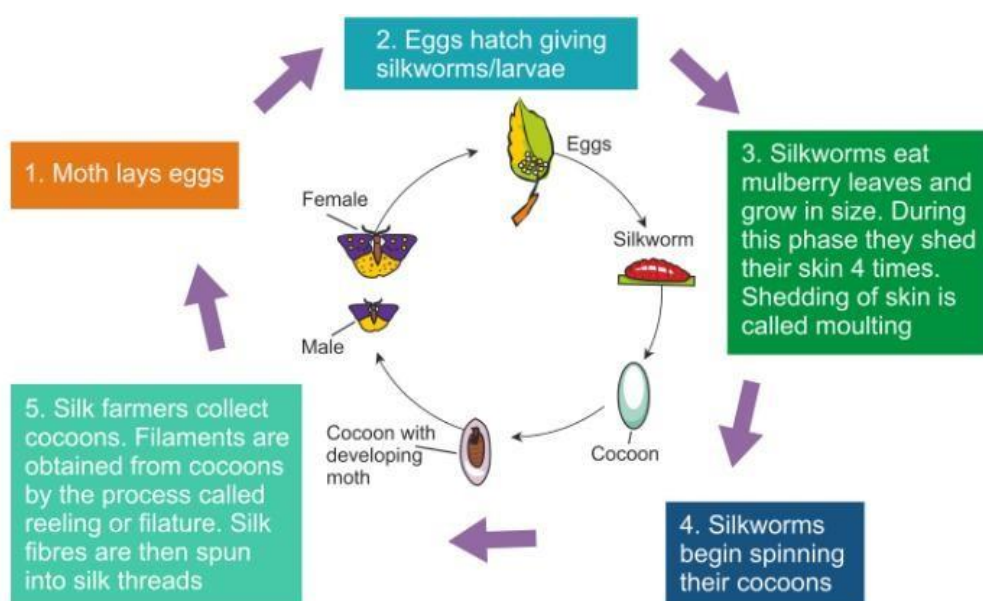 1. Moth lays eggs
2. Eggs hatch giving
silkworms/larvae
3. Silkworms eat
mulberry leaves and
grow in size. During
this phase they shed
their skin 4 times.
Shedding of skin is
called moulting
4. Silkworms
begin spinning
their cocoons
5. Silk farmers collect
cocoons. Filaments are
obtained from cocoons
by the process called
reeling or filature. Silk
fibres are then spun
into silk threads
Eggs
Silkworm
Cocoon
Cocoon with
developing
moth
Male
Female